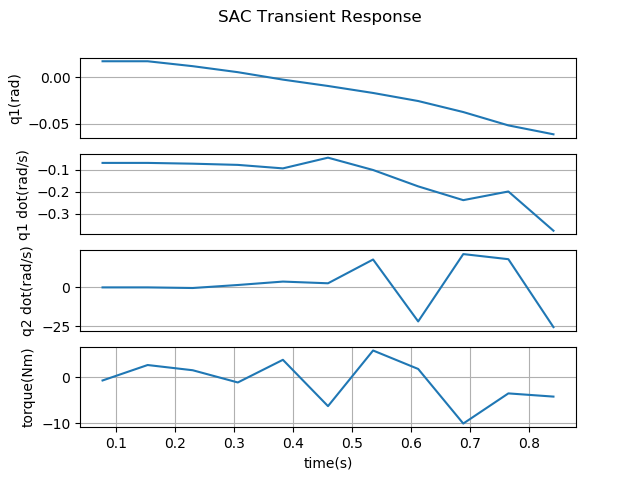 SAC Transient Response
q1(rad)
0.00
−0.05
q1 dot(rad/s)
−0.1
−0.2
−0.3
q2 dot(rad/s)
0
−25
torque(Nm)
0
−10
0.1 0.2 0.3 0.4 0.5 0.6 0.7 0.8
time(s)